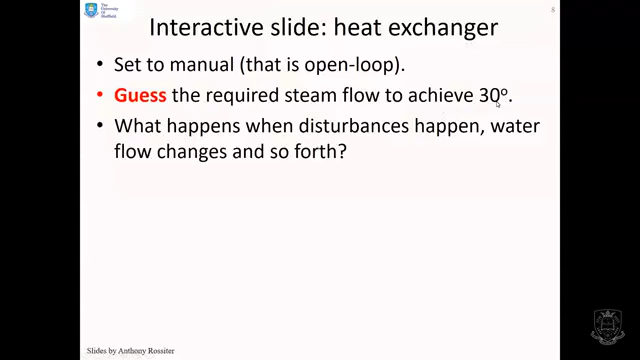 The
University
Of
Sheffield.
8
Interactive slide: heat exchanger
• Set to manual (that is open-loop).
• Guess the required steam flow to achieve 30º.
• What happens when disturbances happen, water
flow changes and so forth?
Slides by Anthony Rossiter